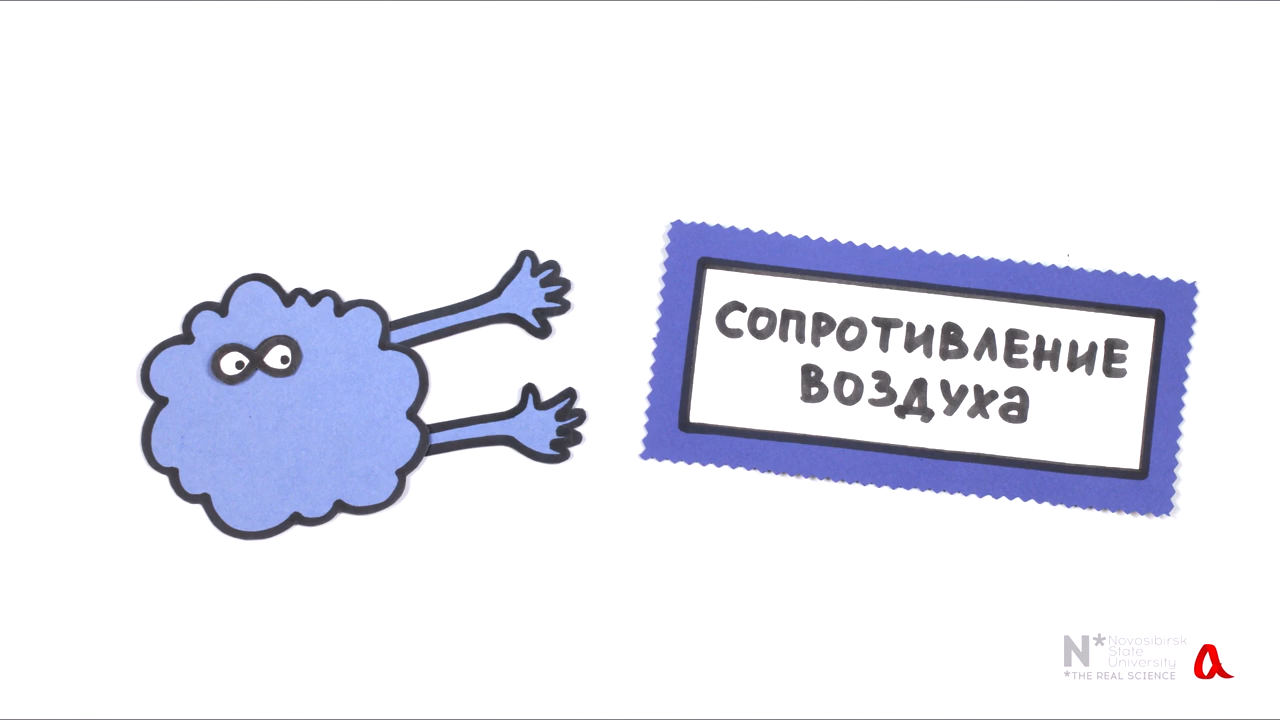 СОПРОТИВЛЕНИЕ
ВОЗДУХа
N* Novosibirsk
State
University
*THE REAL SCIENCE
a